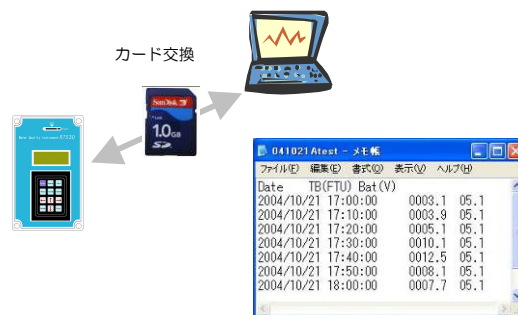 カード交換
SanDisk
1.0GB
SD
041021Atest - メモ帳
ファイル(F) 編集(E) 書式(O) 表示(V) ヘルプ(H)
Date TB(FTU) Bat(V)
2004/10/21 17:00:00 0003.1 05.1
2004/10/21 17:10:00 0003.9 05.1
2004/10/21 17:20:00 0005.1 05.1
2004/10/21 17:30:00 0010.1 05.1
2004/10/21 17:40:00 0012.5 05.1
2004/10/21 17:50:00 0008.1 05.1
2004/10/21 18:00:00 0007.7 05.1